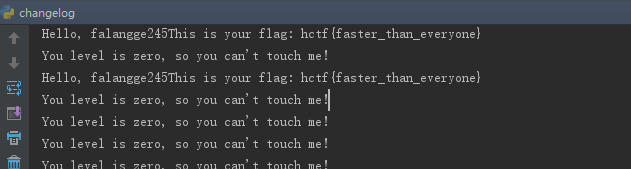 changelog
Hello, falangge245This is your flag: hctf{faster_than_everyone}
You level is zero, so you can't touch me!
Hello, falangge245This is your flag: hctf{faster_than_everyone}
You level is zero, so you can't touch me!
You level is zero, so you can't touch me!
You level is zero, so you can't touch me!
You level is zero, so you can't touch me!